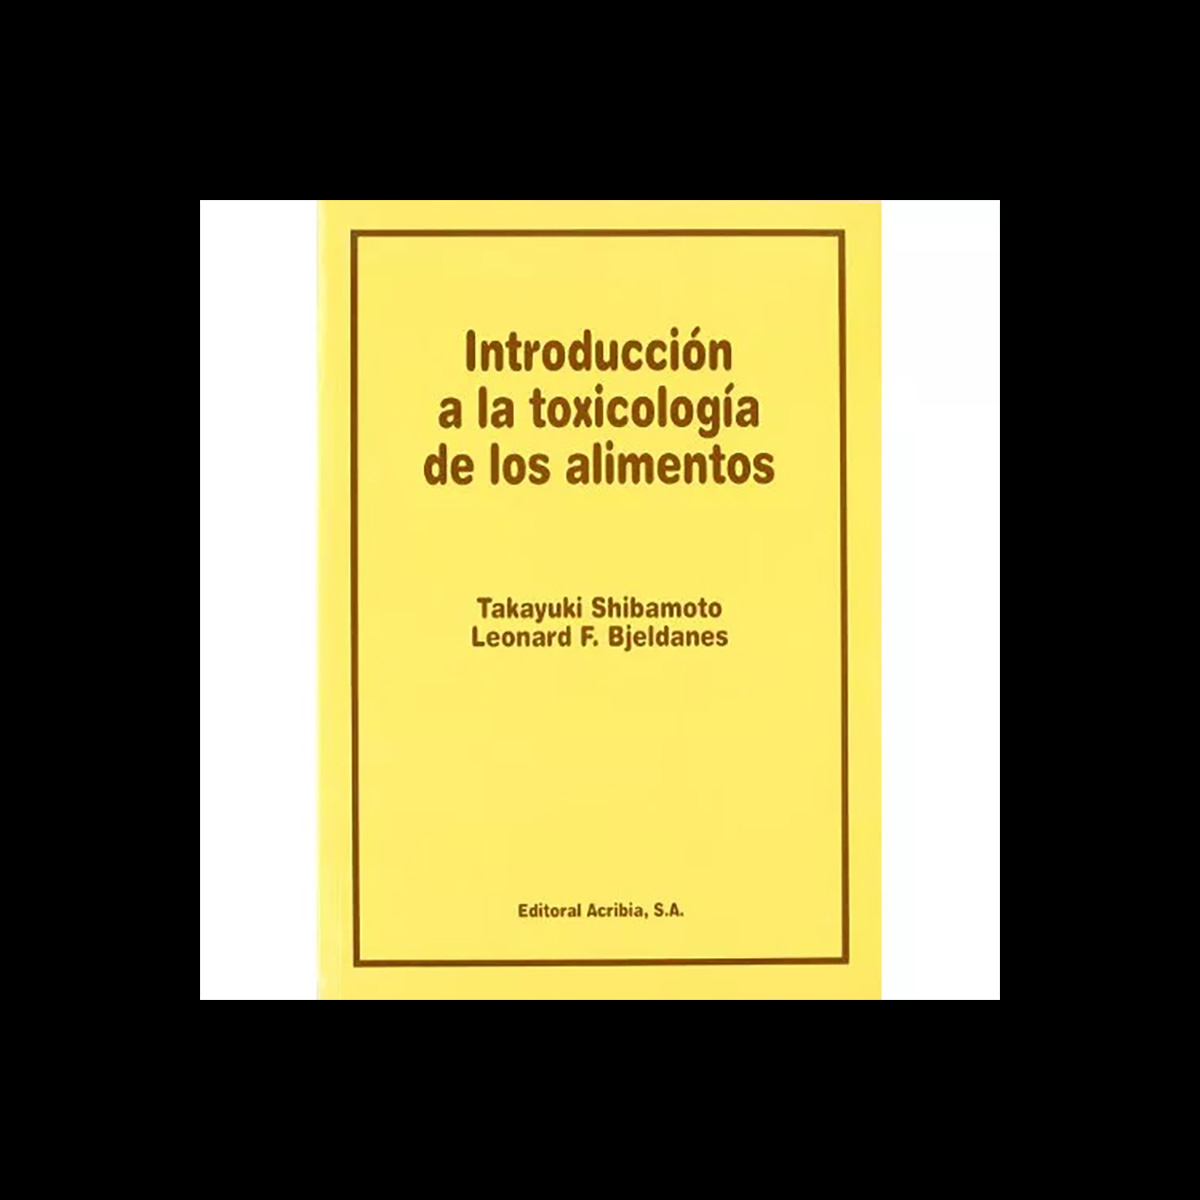 Introducción
a la toxicología
de los alimentos
Takayuki Shibamoto
Leonard F. Bjeldanes
Editoral Acribia, S.A.